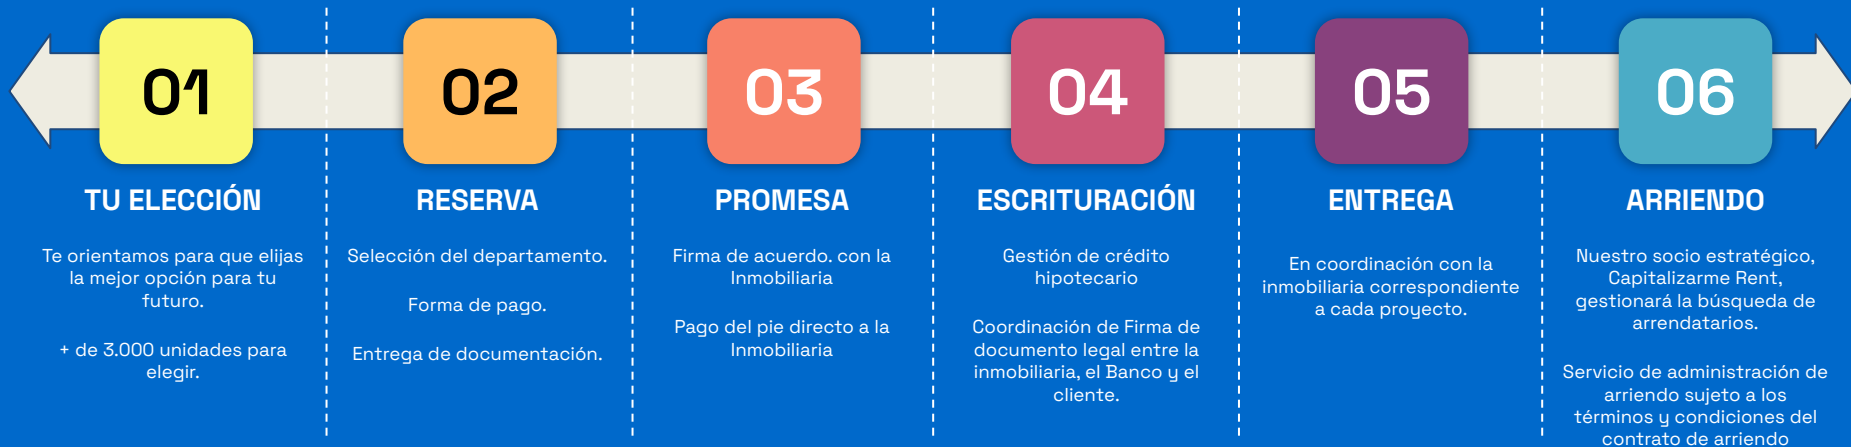 01
TU ELECCIÓN
Te orientamos para que elijas
la mejor opción para tu
futuro.
+ de 3.000 unidades para
elegir.
02
RESERVA
Selección del departamento.
Forma de pago.
Entrega de documentación.
03
PROMESA
Firma de acuerdo. con la
Inmobiliaria
Pago del pie directo a la
Inmobiliaria
04
ESCRITURACIÓN
Gestión de crédito
hipotecario
Coordinación de Firma de
documento legal entre la
inmobiliaria, el Banco y el
cliente.
05
ENTREGA
En coordinación con la
inmobiliaria correspondiente
a cada proyecto.
06
ARRIENDO
Nuestro socio estratégico,
Capitalizarme Rent,
gestionará la búsqueda de
arrendatarios.
Servicio de administración de
arriendo sujeto a los
términos y condiciones del
contrato de arriendo